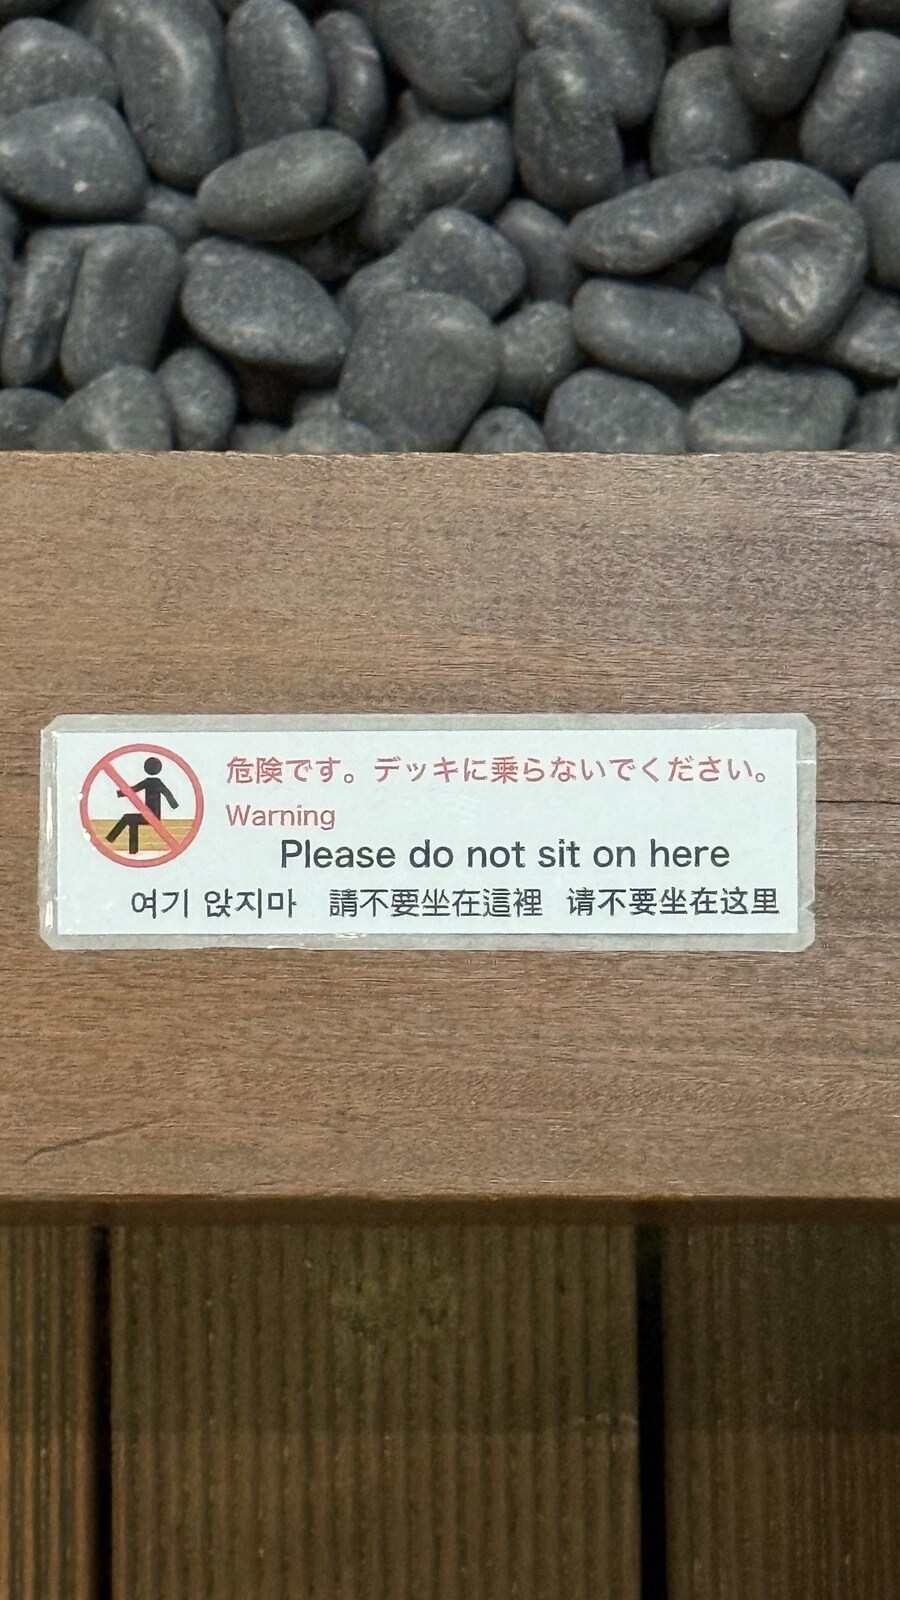 危険です。デッキに乗らないでください。
Warning
Please do not sit on here
여기 앉지마 請不要坐在這裡 请不要坐在这里